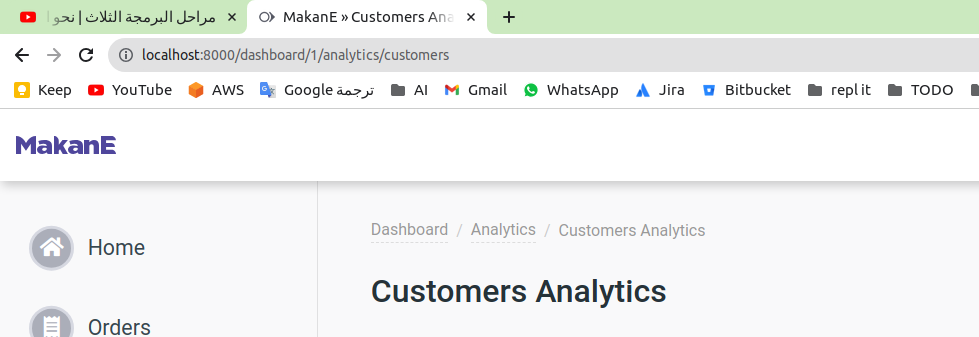 مراحل البرمجة الثلاث | نحو
MakanE » Customers Ana
localhost:8000/dashboard/1/analytics/customers
Keep YouTube AWS Google ترجمة AI Gmail WhatsApp Jira Bitbucket repl it TODO
MakanE
Dashboard / Analytics / Customers Analytics
Home
Customers Analytics
Orders